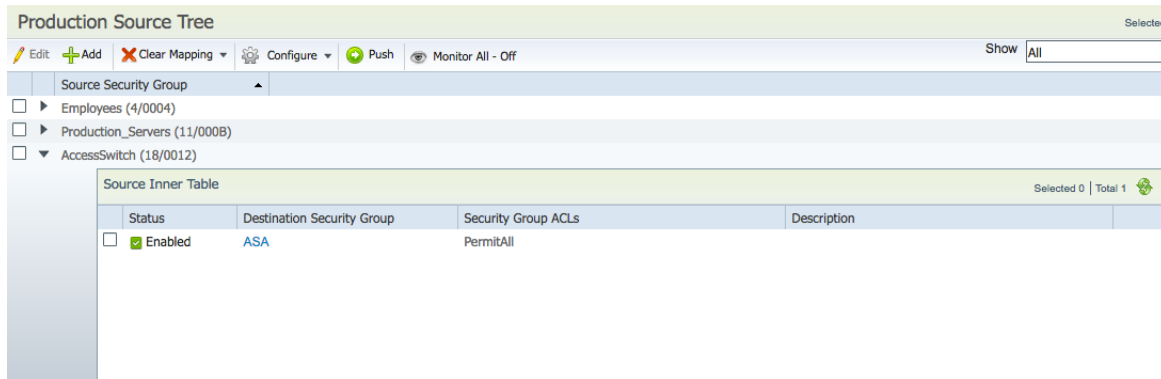 Production Source Tree
Edit Add Clear Mapping Configure Push Monitor All - Off Show All
Source Security Group
Employees (4/0004)
Production_Servers (11/000B)
AccessSwitch (18/0012)
Source Inner Table Selected 0 | Total 1
Status Destination Security Group Security Group ACLs Description
Enabled ASA PermitAll